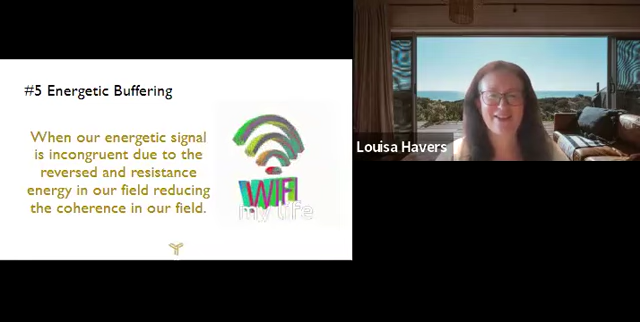 #5 Energetic Buffering
When our energetic signal
is incongruent due to the
reversed and resistance
energy in our field reducing
the coherence in our field.
WIFI
my life
Louisa Havers